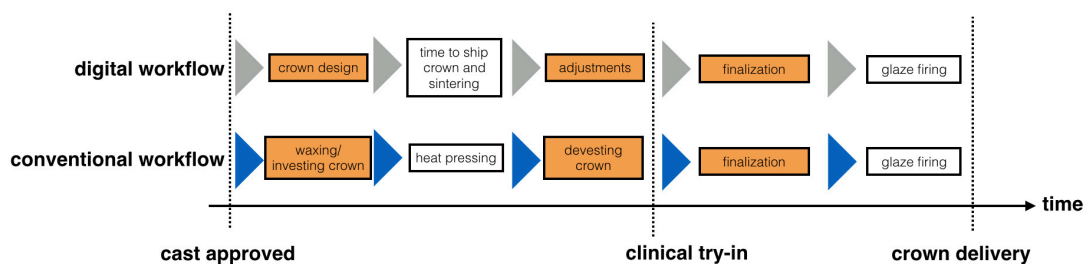 digital workflow
crown design
time to ship
crown and
sintering
adjustments
finalization
glaze firing
conventional workflow
waxing/
investing crown
heat pressing
devesting
crown
finalization
glaze firing
time
cast approved
clinical try-in
crown delivery